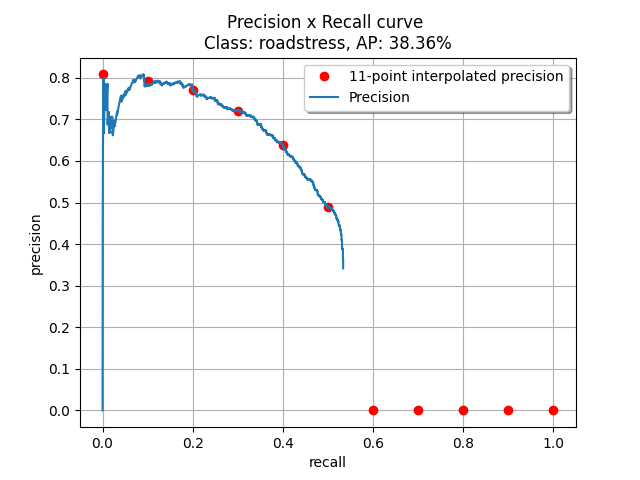 Precision x Recall curve
Class: roadstress, AP: 38.36%
11-point interpolated precision
Precision
0.8
0.7
0.6
0.5
0.4
0.3
0.2
0.1
0.0
precision
0.0 0.2 0.4 0.6 0.8 1.0
recall